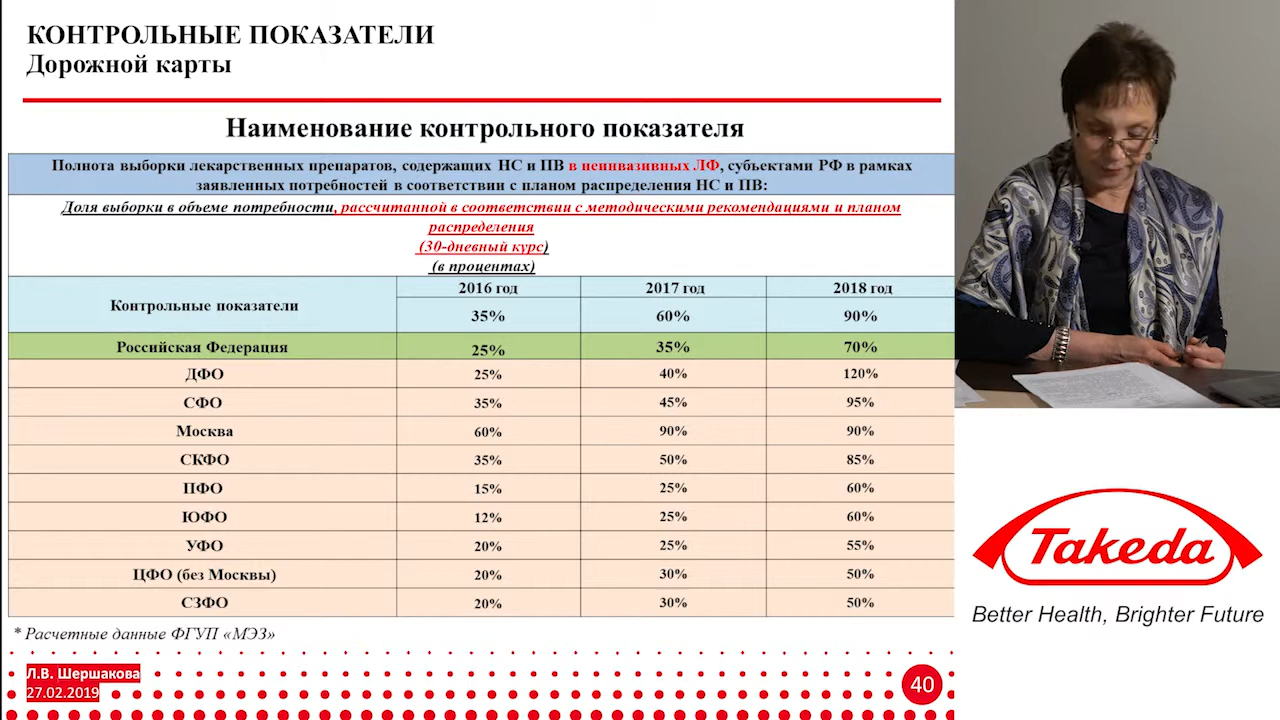 КОНТРОЛЬНЫЕ ПОКАЗАТЕЛИ
Дорожной карты
Наименование контрольного показателя
Полнота выборки лекарственных препаратов, содержащих НС и ПВ в неинвазивных ЛФ, субъектами РФ в рамках
заявленных потребностей в соответствии с планом распределения НС и ПВ:
Доля выборки в объеме потребности, рассчитанной в соответствии с методическими рекомендациями и планом
распределения
(30-дневный курс)
(в процентах)
Контрольные показатели 2016 год 2017 год 2018 год
35% 60% 90%
Российская Федерация 25% 35% 70%
ДФО 25% 40% 120%
СФО 35% 45% 95%
Москва 60% 90% 90%
СКФО 35% 50% 85%
ПФО 15% 25% 60%
ЮФО 12% 25% 60%
УФО 20% 25% 55%
ЦФО (без Москвы) 20% 30% 50%
СЗФО 20% 30% 50%
* Расчетные данные ФГУП «МЭЗ»
Л.В. Шершакова
27.02.2019
40
Takeda
Better Health, Brighter Future